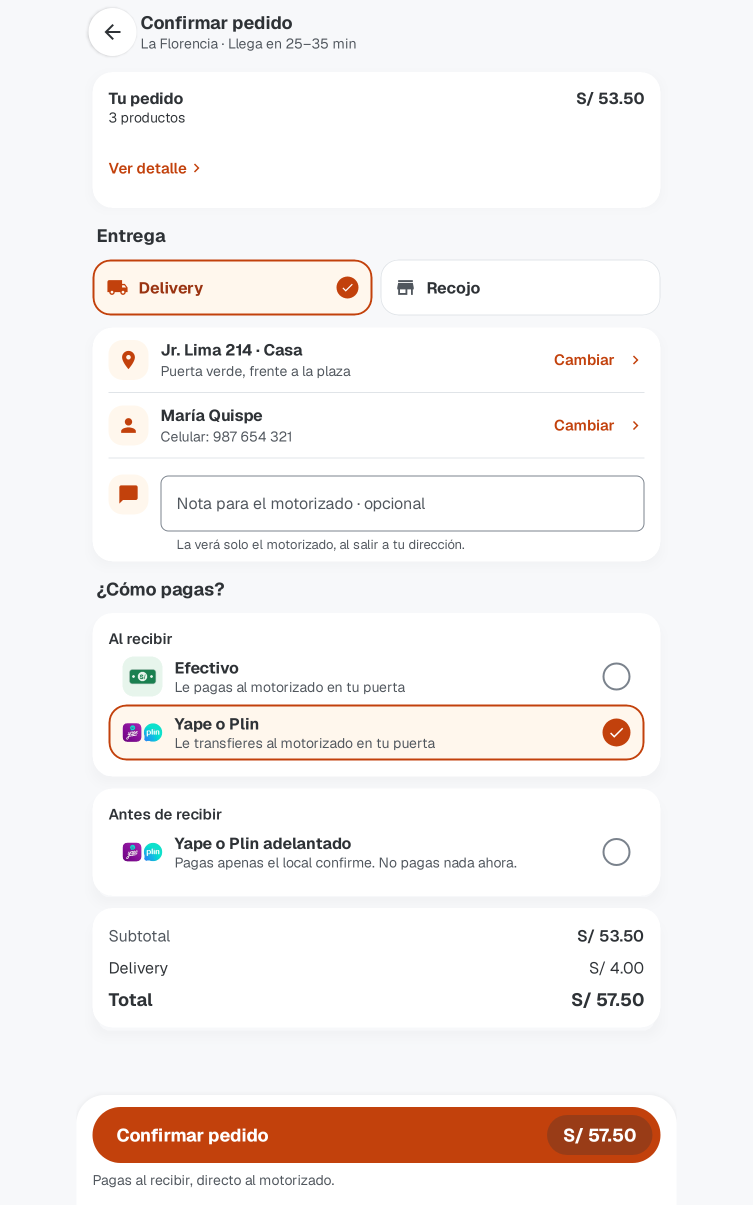 Confirmar pedido
La Florencia · Llega en 25–35 min
Tu pedido
S/ 53.50
3 productos
Ver detalle
Entrega
Delivery
Recojo
Jr. Lima 214 · Casa
Puerta verde, frente a la plaza
Cambiar
María Quispe
Celular: 987 654 321
Cambiar
Nota para el motorizado · opcional
La verá solo el motorizado, al salir a tu dirección.
¿Cómo pagas?
Al recibir
S/
Efectivo
Le pagas al motorizado en tu puerta
yape
plin
Yape o Plin
Le transfieres al motorizado en tu puerta
Antes de recibir
yape
plin
Yape o Plin adelantado
Pagas apenas el local confirme. No pagas nada ahora.
Subtotal
S/ 53.50
Delivery
S/ 4.00
Total
S/ 57.50
Confirmar pedido
S/ 57.50
Pagas al recibir, directo al motorizado.